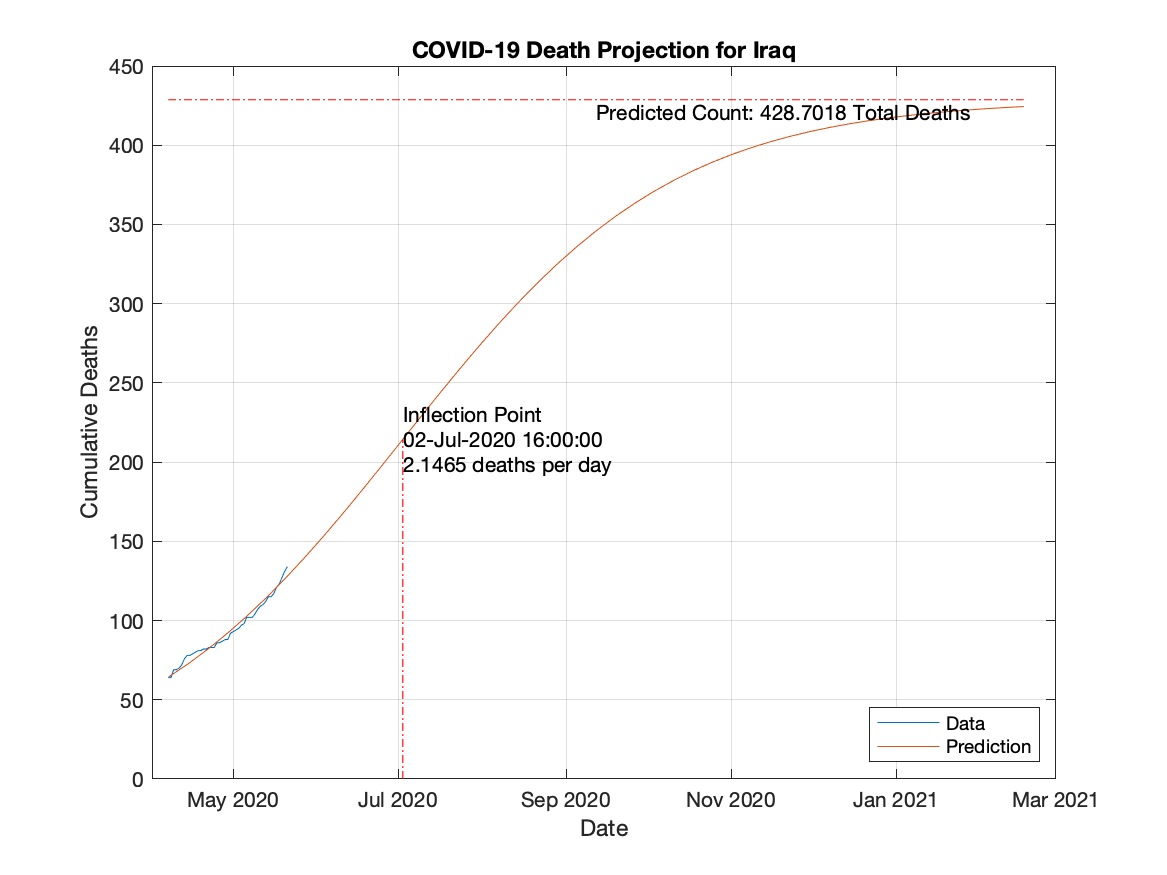 COVID-19 Death Projection for Iraq
450
400
350
300
250
200
150
100
50
0
Cumulative Deaths
Predicted Count: 428.7018 Total Deaths
Inflection Point
02-Jul-2020 16:00:00
2.1465 deaths per day
Data
Prediction
May 2020
Jul 2020
Sep 2020
Nov 2020
Jan 2021
Mar 2021
Date